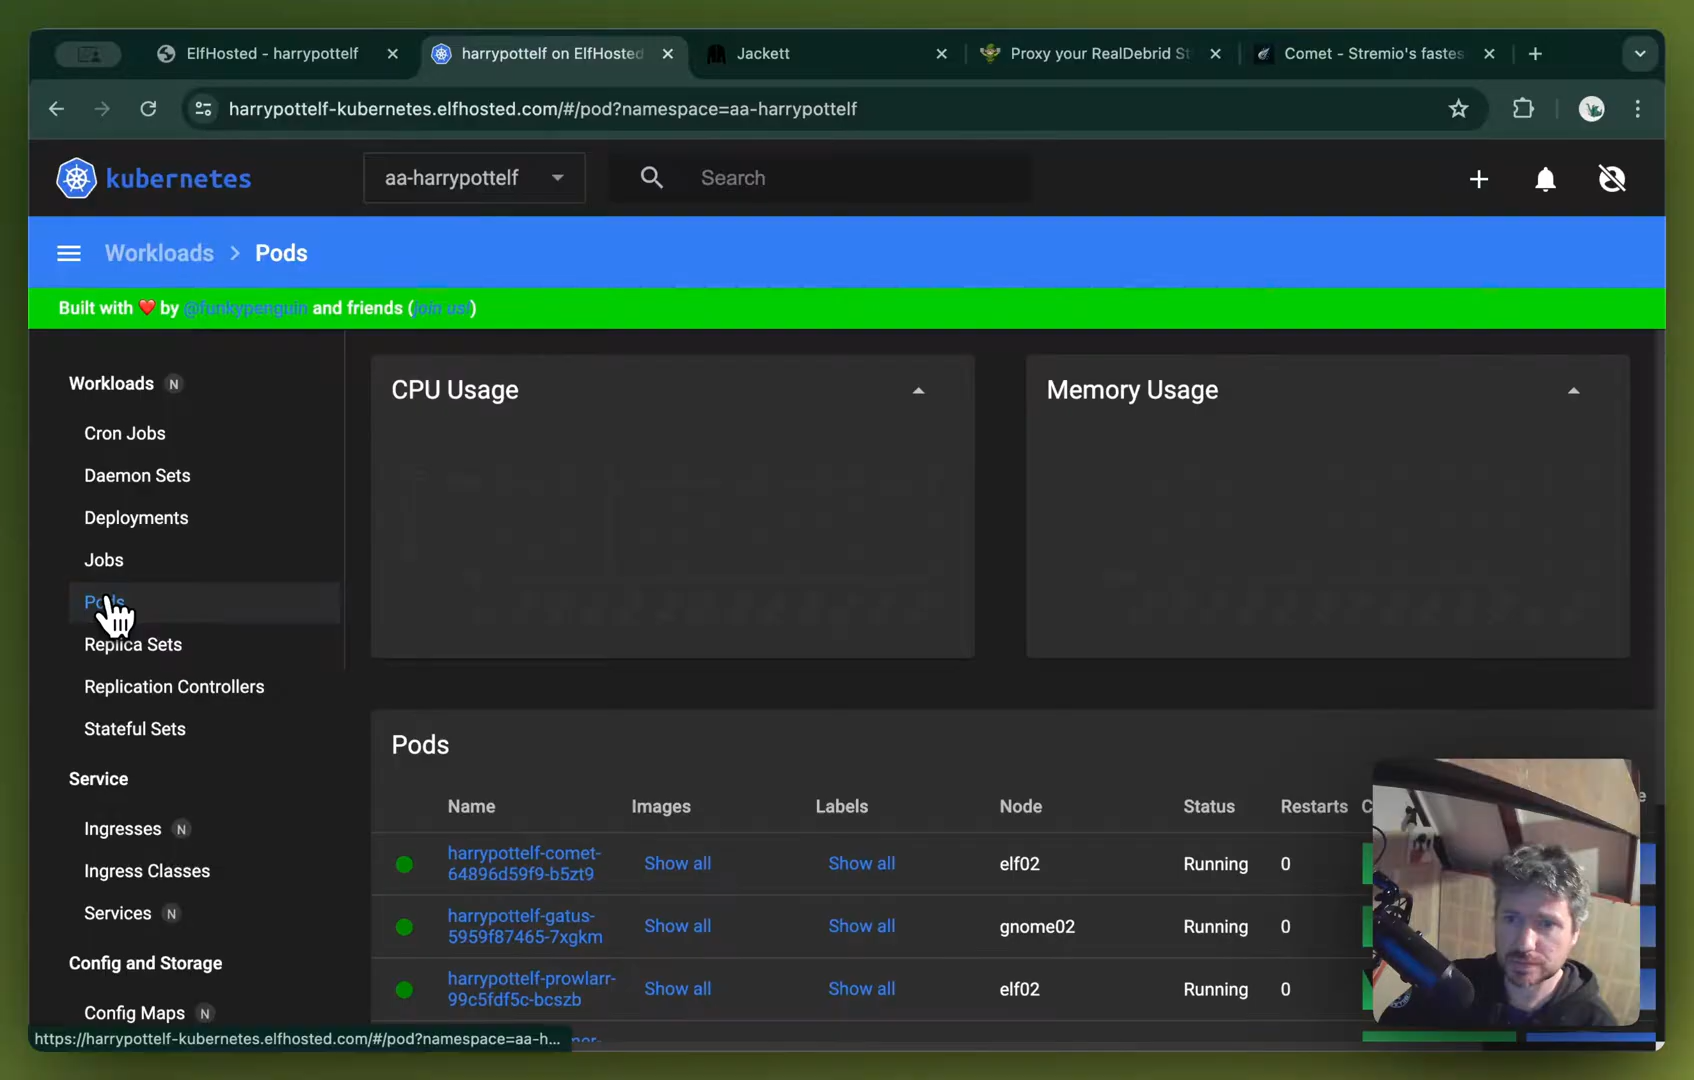 ElfHosted - harrypottelf
harrypottelf on ElfHosted
Jackett
Proxy your RealDebrid St
Comet - Stremio's fastes
harrypottelf-kubernetes.elfhosted.com/#/pod?namespace=aa-harrypottelf
kubernetes
aa-harrypottelf
Search
Workloads > Pods
Built with ❤️ by @funkypenguin and friends (join us!)
Workloads N
Cron Jobs
Daemon Sets
Deployments
Jobs
Pods
Replica Sets
Replication Controllers
Stateful Sets
Service
Ingresses N
Ingress Classes
Services N
Config and Storage
Config Maps N
CPU Usage
Memory Usage
Pods
Name Images Labels Node Status Restarts C
harrypottelf-comet-
64896d59f9-b5zt9
Show all Show all elf02 Running 0
harrypottelf-gatus-
5959f87465-7xgkm
Show all Show all gnome02 Running 0
harrypottelf-prowlarr-
99c5fdf5c-bcszb
Show all Show all elf02 Running 0
https://harrypottelf-kubernetes.elfhosted.com/#/pod?namespace=aa-h...